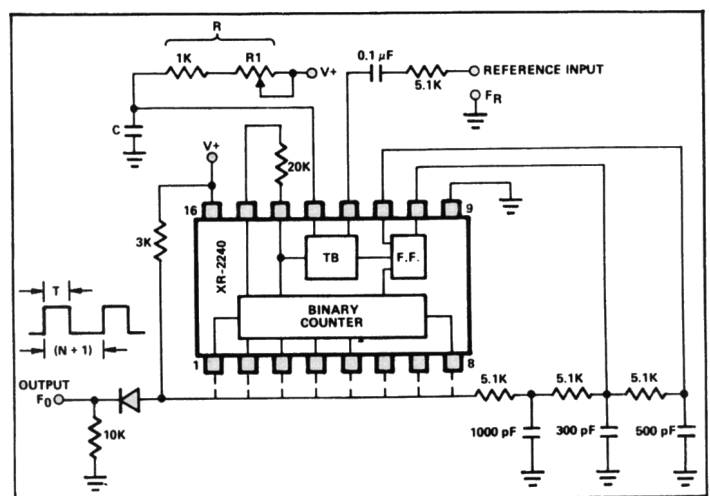 R
1K
R1
V+
0.1 µF
5.1K
REFERENCE INPUT
FR
C
V+
20K
16
9
3K
XR-2240
TB
F.F.
BINARY
COUNTER
T
(N + 1)
1
8
OUTPUT
F0
10K
5.1K
5.1K
5.1K
1000 pF
300 pF
500 pF